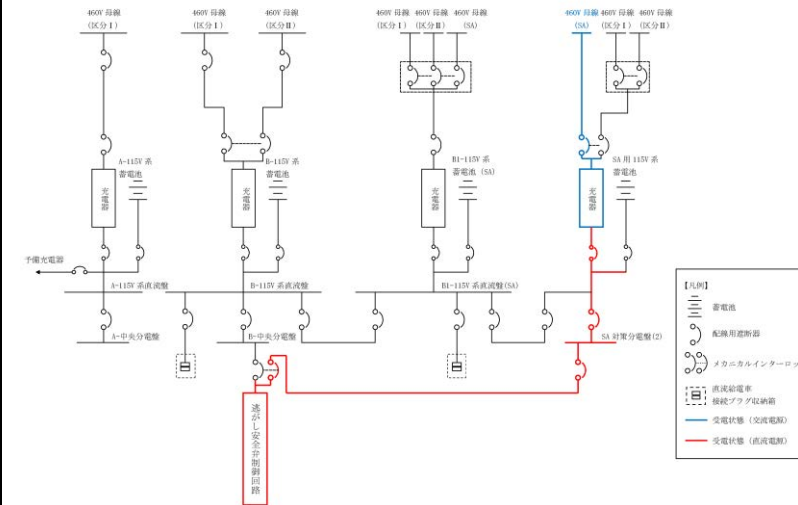 460V 母線
(区分Ⅰ)
460V 母線
(区分Ⅰ)
460V 母線
(区分Ⅱ)
460V 母線
(区分Ⅰ)
460V 母線
(区分Ⅱ)
460V 母線
(SA)
460V 母線
(SA)
460V 母線
(区分Ⅰ)
460V 母線
(区分Ⅱ)
A-115V 系
蓄電池
B-115V 系
蓄電池
B1-115V 系
蓄電池 (SA)
SA 用 115V 系
蓄電池
充電器
充電器
充電器
充電器
予備充電器
A-115V 系直流盤
B-115V 系直流盤
B1-115V 系直流盤(SA)
A-中央分電盤
B-中央分電盤
SA 対策分電盤(2)
逃がし安全弁制御回路
【凡例】
蓄電池
配線用遮断器
メカニカルインターロッ
直流給電車
接続プラグ収納箱
受電状態（交流電源）
受電状態（直流電源）